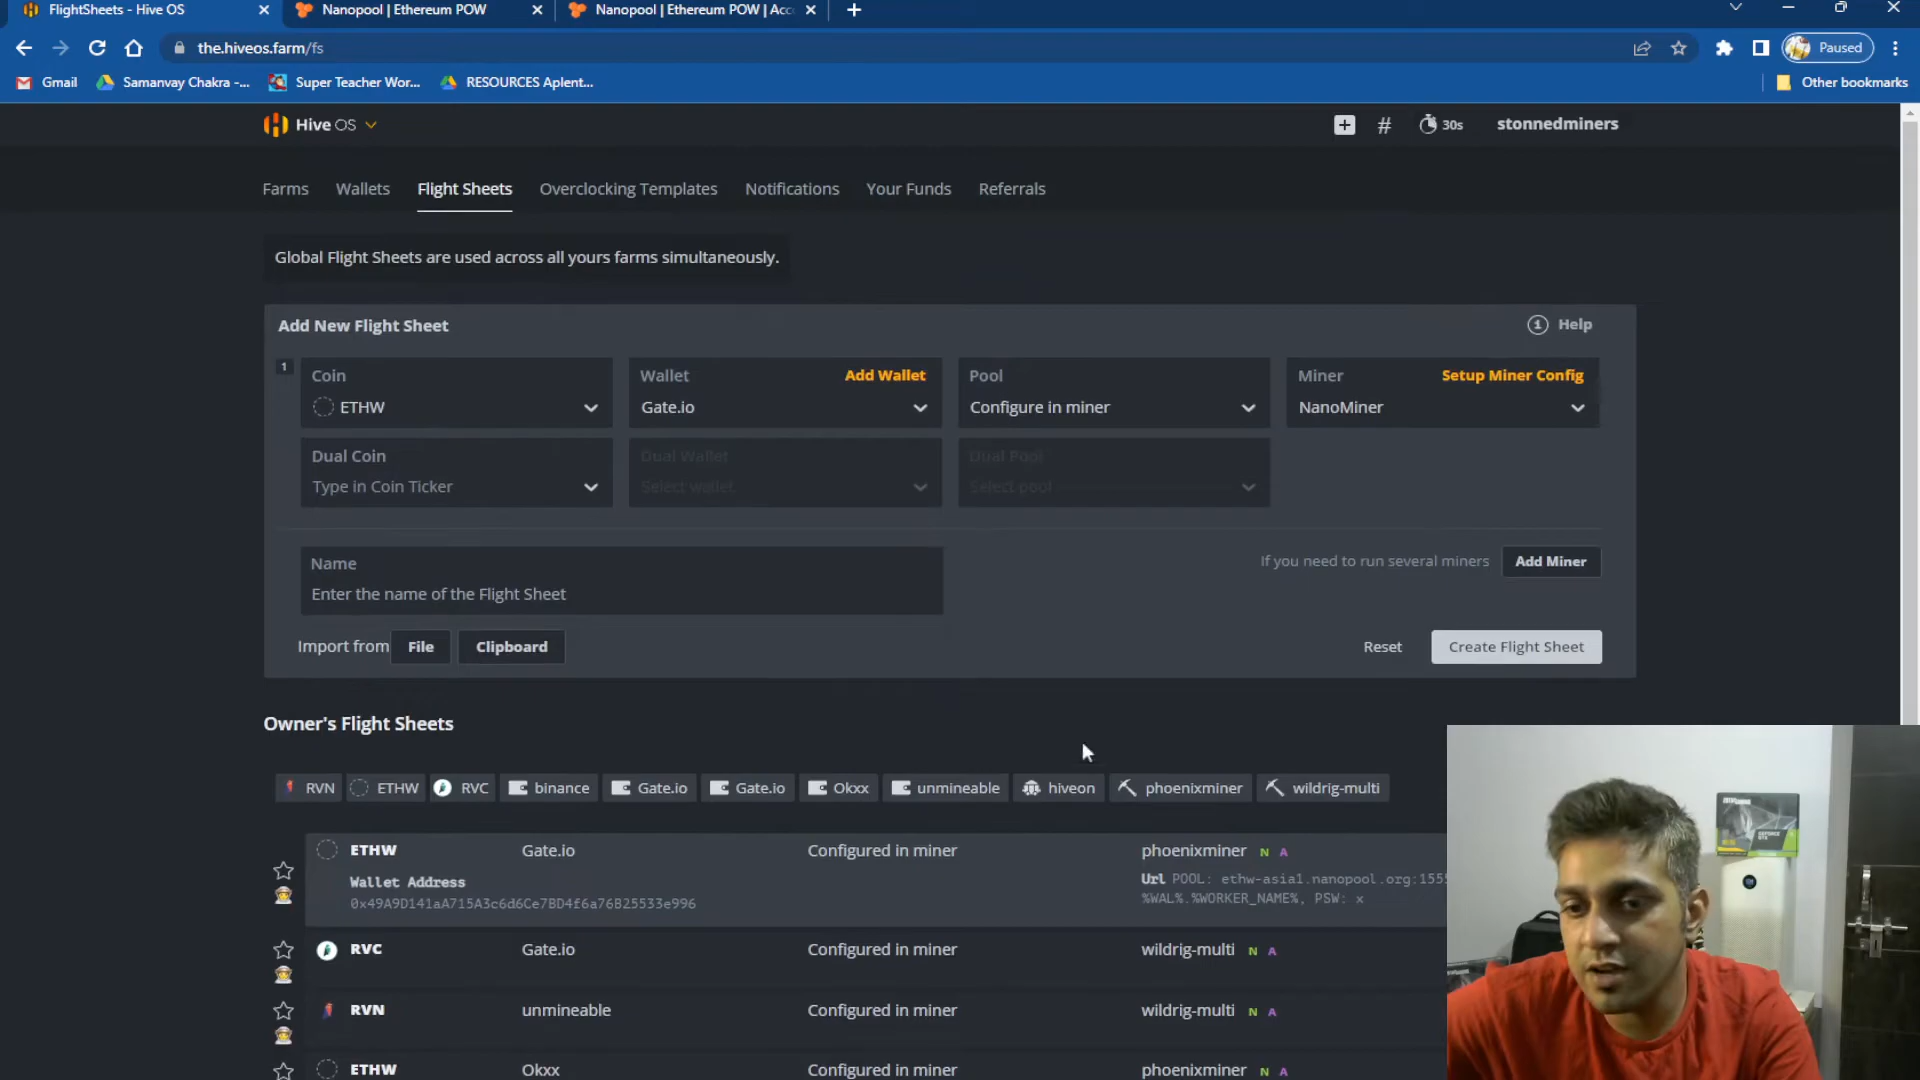 FlightSheets - Hive OS
Nanopool | Ethereum POW
Nanopool | Ethereum POW | Acc
the.hiveos.farm/fs
Paused
Gmail
Samanvay Chakra -...
Super Teacher Wor...
RESOURCES Aplent...
Other bookmarks
Hive OS
#
30s
stonnedminers
Farms
Wallets
Flight Sheets
Overclocking Templates
Notifications
Your Funds
Referrals
Global Flight Sheets are used across all yours farms simultaneously.
Add New Flight Sheet
Help
1
Coin
ETHW
Wallet
Add Wallet
Gate.io
Pool
Configure in miner
Miner
Setup Miner Config
NanoMiner
Dual Coin
Type in Coin Ticker
Dual Wallet
Select wallet
Dual Pool
Select pool
Name
Enter the name of the Flight Sheet
If you need to run several miners
Add Miner
Import from
File
Clipboard
Reset
Create Flight Sheet
Owner's Flight Sheets
RVN
ETHW
RVC
binance
Gate.io
Gate.io
Okxx
unmineable
hiveon
phoenixminer
wildrig-multi
ETHW
Gate.io
Configured in miner
phoenixminer N A
Wallet Address
0x49A9D141aA715A3c6d6Ce7BD4f6a76B25533e996
Url POOL: ethw-asia1.nanopool.org:1555
%WAL%.%WORKER_NAME%, PSW: x
RVC
Gate.io
Configured in miner
wildrig-multi N A
RVN
unmineable
Configured in miner
wildrig-multi N A
ETHW
Okxx
Configured in miner
phoenixminer N A